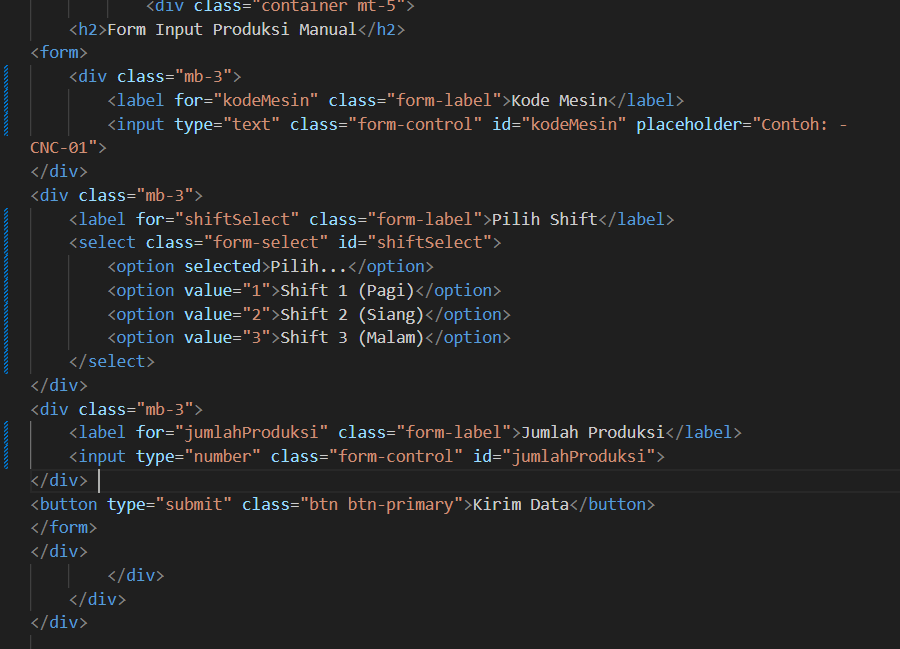 <div class="container mt-5">
<h2>Form Input Produksi Manual</h2>
<form>
<div class="mb-3">
<label for="kodeMesin" class="form-label">Kode Mesin</label>
<input type="text" class="form-control" id="kodeMesin" placeholder="Contoh: -
CNC-01">
</div>
<div class="mb-3">
<label for="shiftSelect" class="form-label">Pilih Shift</label>
<select class="form-select" id="shiftSelect">
<option selected>Pilih...</option>
<option value="1">Shift 1 (Pagi)</option>
<option value="2">Shift 2 (Siang)</option>
<option value="3">Shift 3 (Malam)</option>
</select>
</div>
<div class="mb-3">
<label for="jumlahProduksi" class="form-label">Jumlah Produksi</label>
<input type="number" class="form-control" id="jumlahProduksi">
</div>
<button type="submit" class="btn btn-primary">Kirim Data</button>
</form>
</div>
</div>
</div>
</div>